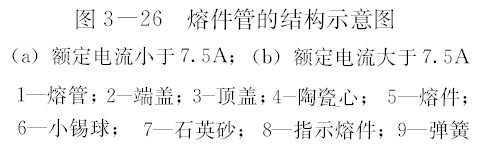 图 3—26 熔件管的结构示意图
(a) 额定电流小于 7.5A; (b) 额定电流大于 7.5A
1—熔管; 2—端盖; 3—顶盖; 4—陶瓷心; 5—熔件;
6—小锡球; 7—石英砂; 8—指示熔件; 9—弹簧